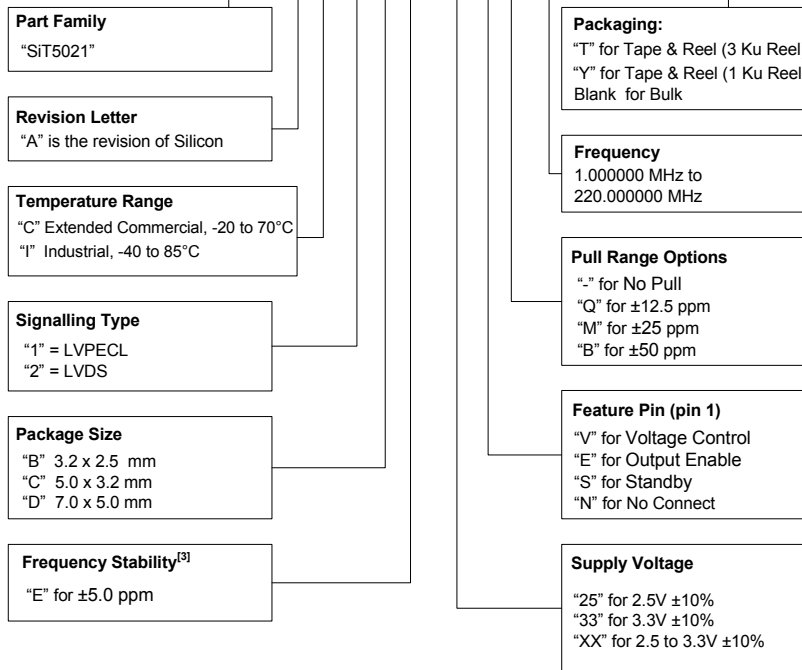 Part Family
“SiT5021”
Revision Letter
“A” is the revision of Silicon
Temperature Range
“C” Extended Commercial, -20 to 70°C
“I” Industrial, -40 to 85°C
Signalling Type
“1” = LVPECL
“2” = LVDS
Package Size
“B” 3.2 x 2.5 mm
“C” 5.0 x 3.2 mm
“D” 7.0 x 5.0 mm
Frequency Stability[3]
“E” for ±5.0 ppm
Packaging:
“T” for Tape & Reel (3 Ku Reel
“Y” for Tape & Reel (1 Ku Reel
Blank for Bulk
Frequency
1.000000 MHz to
220.000000 MHz
Pull Range Options
“-” for No Pull
“Q” for ±12.5 ppm
“M” for ±25 ppm
“B” for ±50 ppm
Feature Pin (pin 1)
“V” for Voltage Control
“E” for Output Enable
“S” for Standby
“N” for No Connect
Supply Voltage
“25” for 2.5V ±10%
“33” for 3.3V ±10%
“XX” for 2.5 to 3.3V ±10%